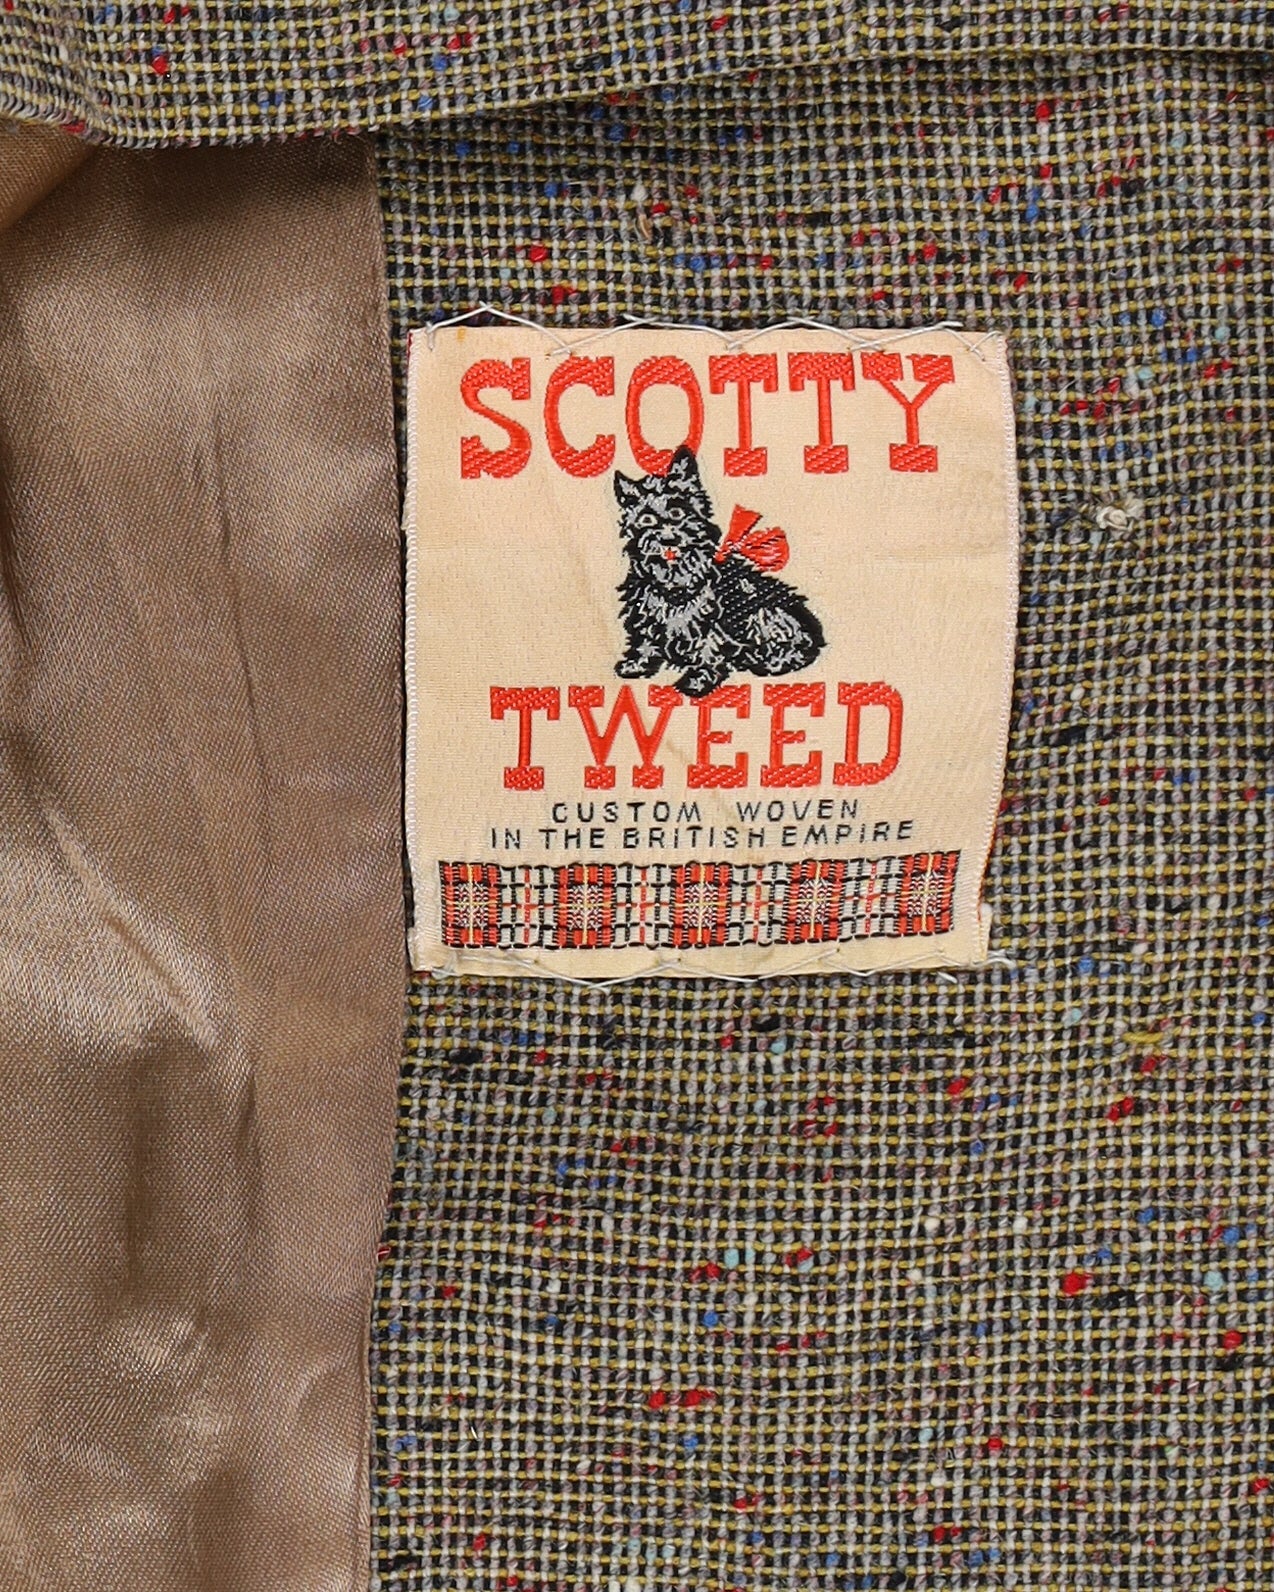 SCOTTY
TWEED
CUSTOM WOVEN
IN THE BRITISH EMPIRE